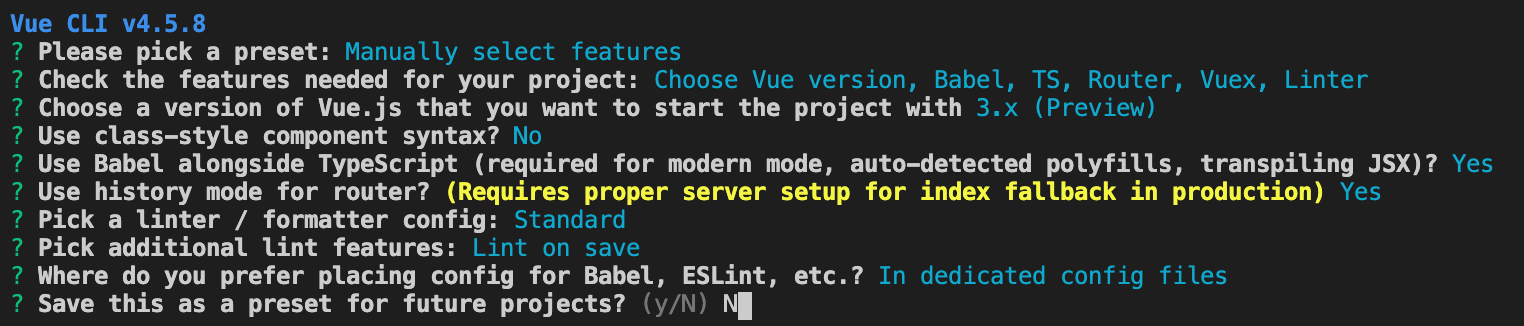 Vue CLI v4.5.8
? Please pick a preset: Manually select features
? Check the features needed for your project: Choose Vue version, Babel, TS, Router, Vuex, Linter
? Choose a version of Vue.js that you want to start the project with 3.x (Preview)
? Use class-style component syntax? No
? Use Babel alongside TypeScript (required for modern mode, auto-detected polyfills, transpiling JSX)? Yes
? Use history mode for router? (Requires proper server setup for index fallback in production) Yes
? Pick a linter / formatter config: Standard
? Pick additional lint features: Lint on save
? Where do you prefer placing config for Babel, ESLint, etc.? In dedicated config files
? Save this as a preset for future projects? (y/N) N